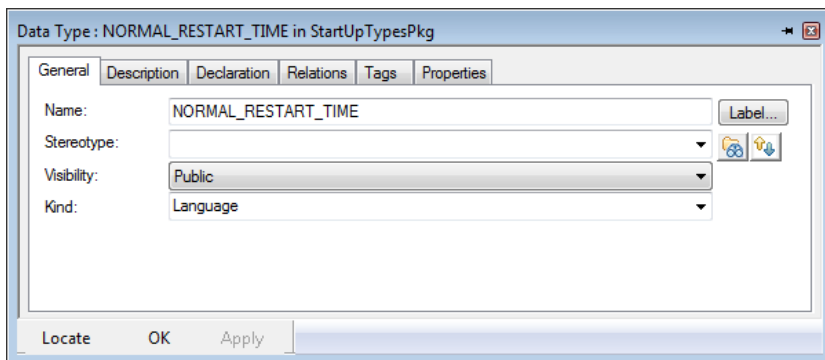 Data Type : NORMAL_RESTART_TIME in StartUpTypesPkg
General Description Declaration Relations Tags Properties
Name: NORMAL_RESTART_TIME Label...
Stereotype:
Visibility: Public
Kind: Language
Locate OK Apply